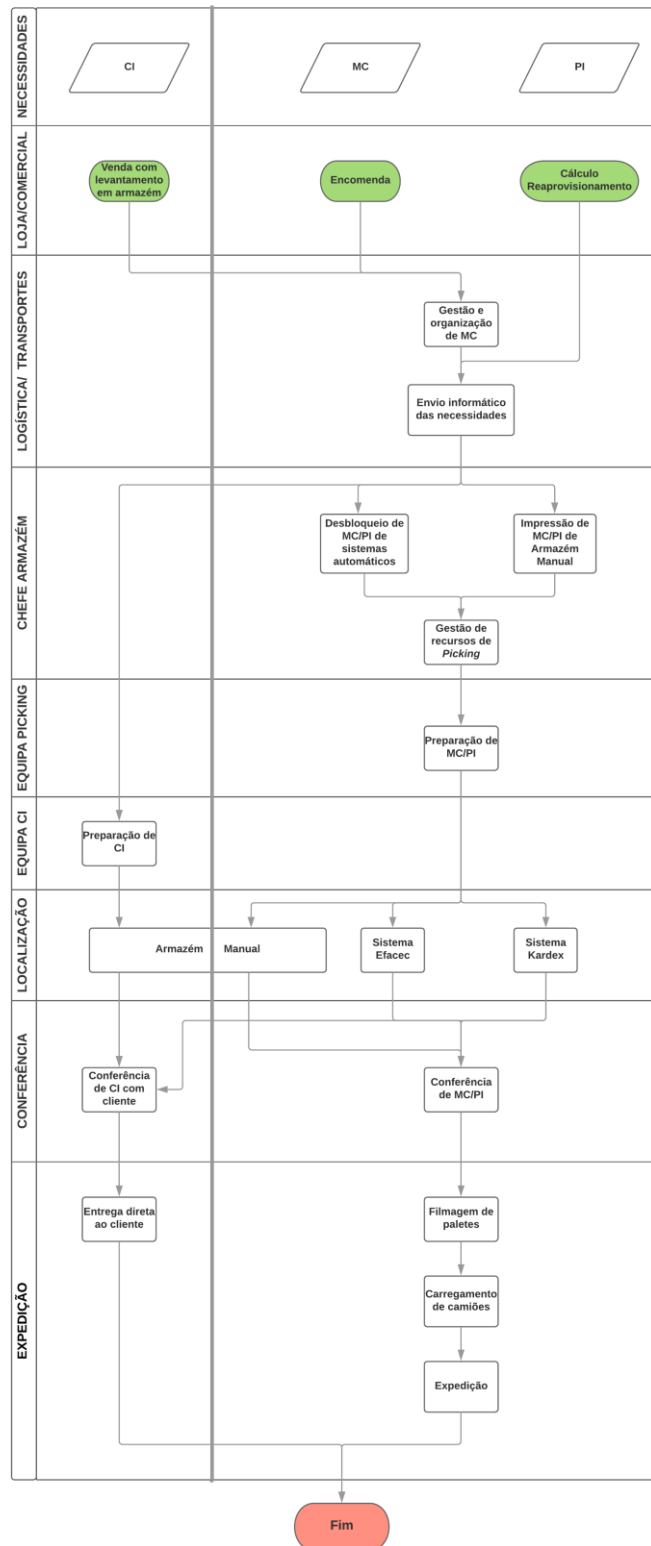 NECESSIDADES
CI
MC
PI
LOJA/COMERCIAL
Venda com
levantamento
em armazém
Encomenda
Cálculo
Reaprovisionamento
LOGÍSTICA/ TRANSPORTES
Gestão e
organização
de MC
Envio informático
das necessidades
CHEFE ARMAZÉM
Desbloqueio de
MC/PI de
sistemas
automáticos
Impressão de
MC/PI de
Armazém
Manual
Gestão de
recursos de
Picking
EQUIPA PICKING
Preparação de
MC/PI
EQUIPA CI
Preparação de
CI
LOCALIZAÇÃO
Armazém Manual
Sistema
Efacec
Sistema
Kardex
CONFERÊNCIA
Conferência
de CI com
cliente
Conferência
de MC/PI
EXPEDIÇÃO
Entrega direta
ao cliente
Filmagem de
paletes
Carregamento
de camiões
Expedição
Fim